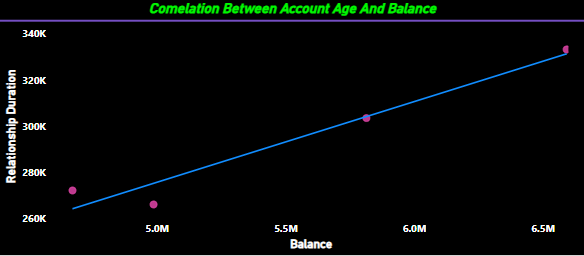 Comelation Between Account Age And Balance
340K
320K
300K
280K
260K
Relationship Duration
5.0M 5.5M 6.0M 6.5M
Balance